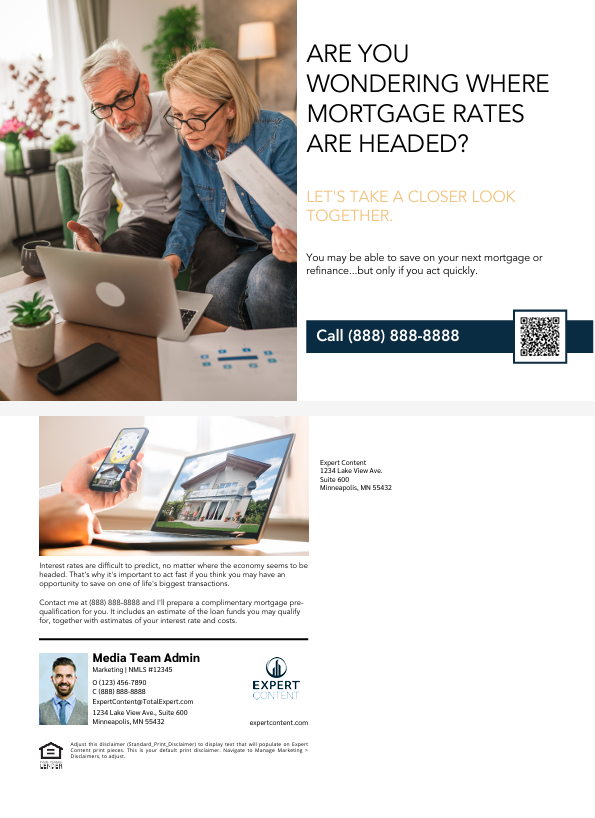 ARE YOU
WONDERING WHERE
MORTGAGE RATES
ARE HEADED?
LET'S TAKE A CLOSER LOOK
TOGETHER.
You may be able to save on your next mortgage or
refinance...but only if you act quickly.
Call (888) 888-8888
Expert Content
1234 Lake View Ave.
Suite 600
Minneapolis, MN 55432
Interest rates are difficult to predict, no matter where the economy seems to be
headed. That's why it's important to act fast if you think you may have an
opportunity to save on one of life's biggest transactions.
Contact me at (888) 888-8888 and I'll prepare a complimentary mortgage pre-
qualification for you. It includes an estimate of the loan funds you may qualify
for, together with estimates of your interest rate and costs.
Media Team Admin
Marketing | NMLS #12345
O (123) 456-7890
C (888) 888-8888
ExpertContent@TotalExpert.com
1234 Lake View Ave., Suite 600
Minneapolis, MN 55432
EXPERT
CONTENT
expertcontent.com
Adjust this disclaimer (Standard_Print_Disclaimer) to display text that will populate on Expert
Content print pieces. This is your default print disclaimer. Navigate to Manage Marketing >
Disclaimers, to adjust.
EQUAL HOUSING
LENDER